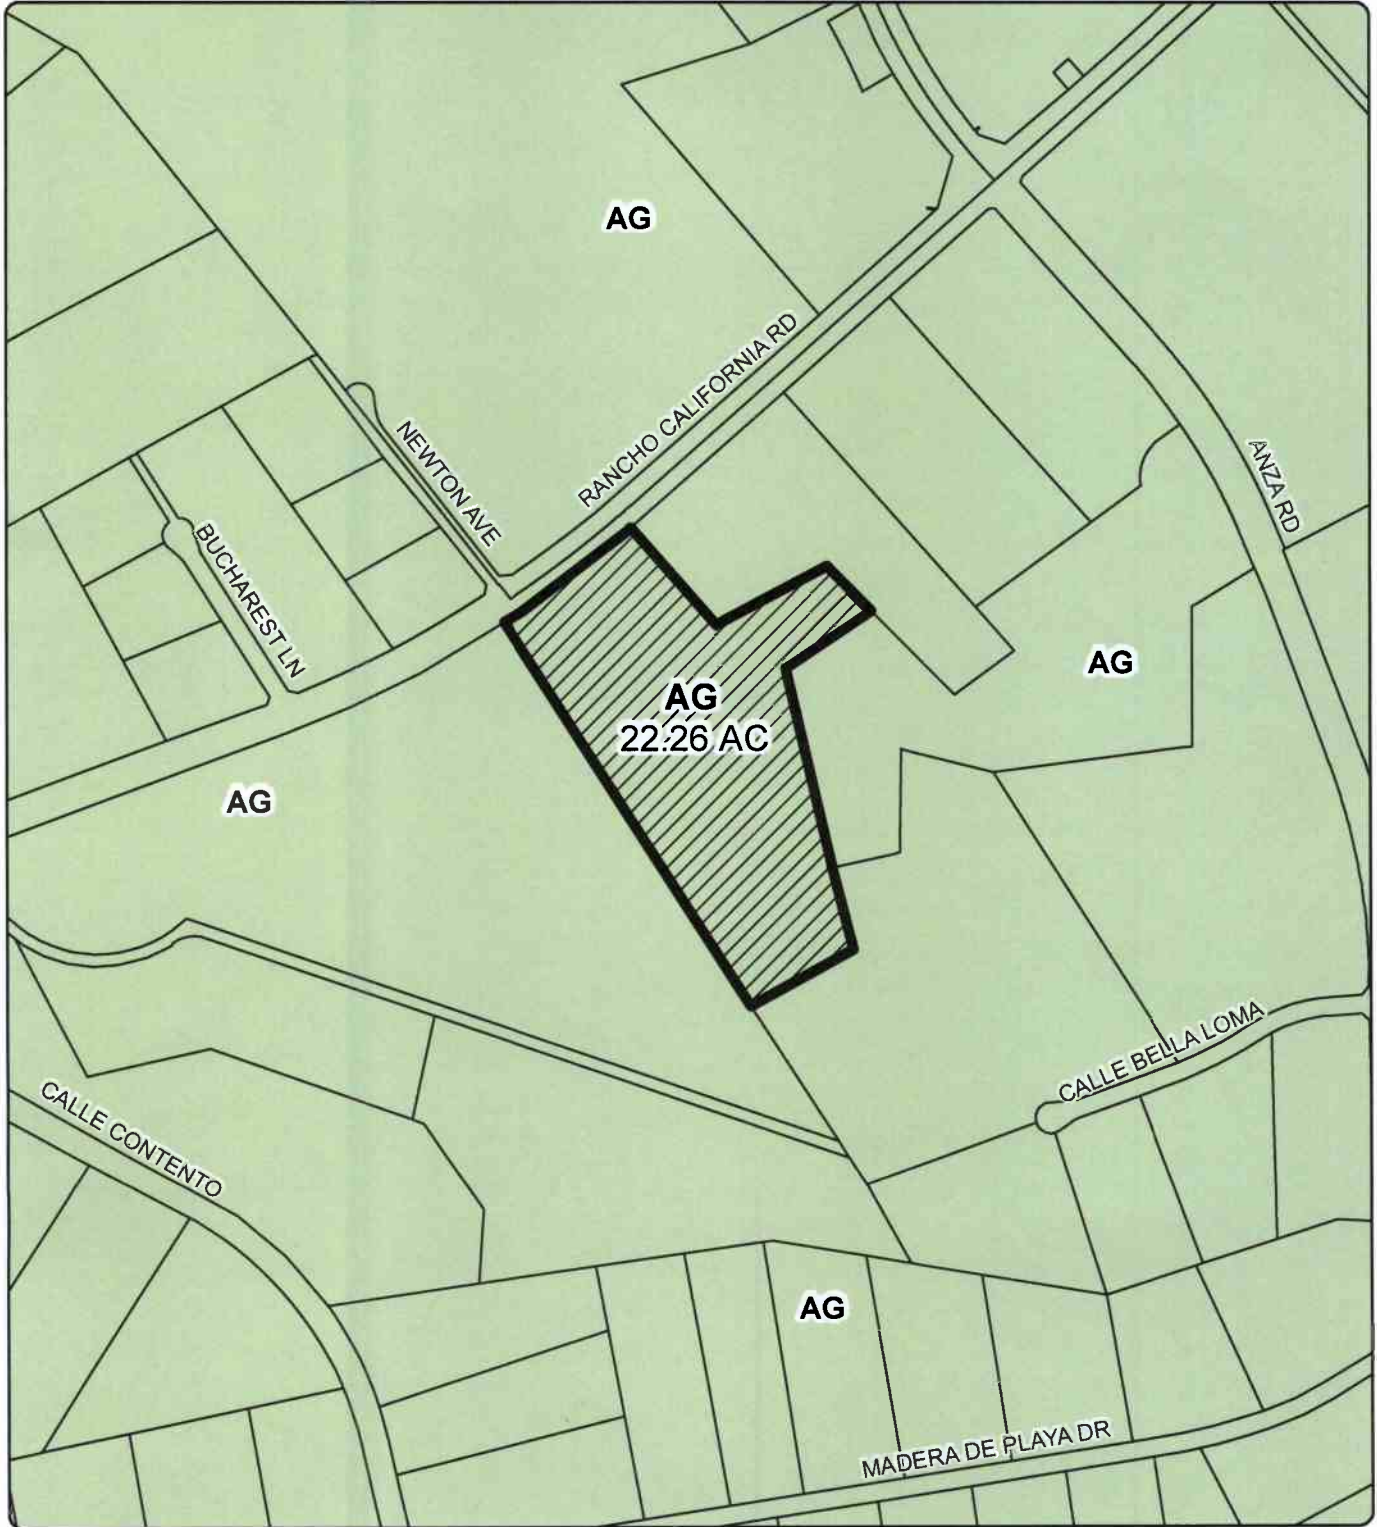 AG
RANCHO CALIFORNIA RD
NEWTON AVE
ANZA RD
BUCHAREST LN
AG
AG
22.26 AC
AG
CALLE BELLA LOMA
CALLE CONTENTO
AG
MADERA DE PLAYA DR